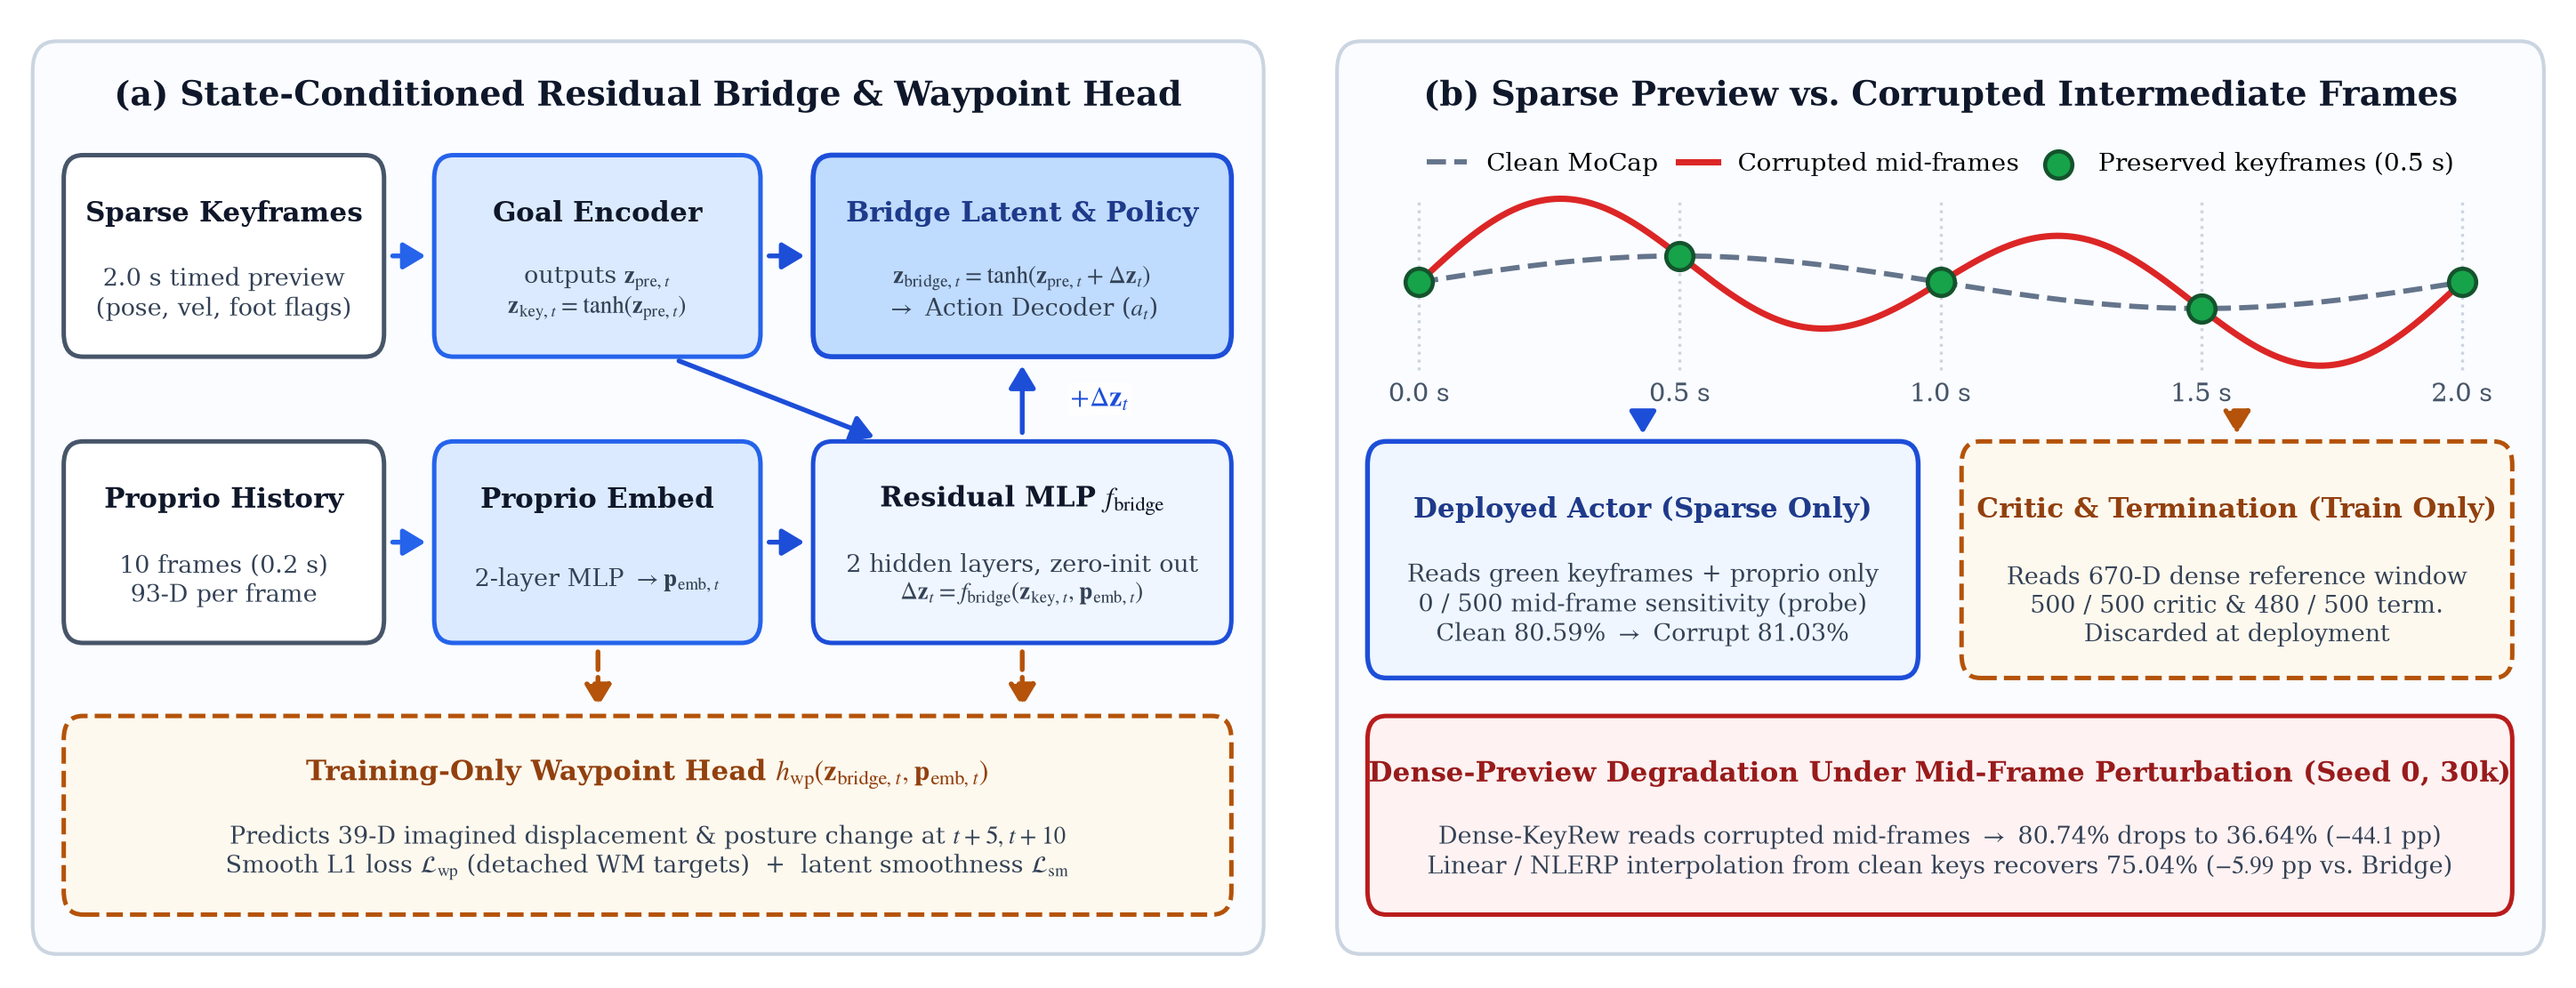 (a) State-Conditioned Residual Bridge & Waypoint Head
Sparse Keyframes
2.0 s timed preview
(pose, vel, foot flags)
Goal Encoder
outputs z_pre, t
z_key, t = tanh(z_pre, t)
Bridge Latent & Policy
z_bridge, t = tanh(z_pre, t + Δz_t)
→ Action Decoder (a_t)
+Δz_t
Proprio History
10 frames (0.2 s)
93-D per frame
Proprio Embed
2-layer MLP → p_emb, t
Residual MLP f_bridge
2 hidden layers, zero-init out
Δz_t = f_bridge(z_key, t, p_emb, t)
Training-Only Waypoint Head h_wp(z_bridge, t, p_emb, t)
Predicts 39-D imagined displacement & posture change at t + 5, t + 10
Smooth L1 loss ℒ_wp (detached WM targets) + latent smoothness ℒ_sm
(b) Sparse Preview vs. Corrupted Intermediate Frames
Clean MoCap
Corrupted mid-frames
Preserved keyframes (0.5 s)
0.0 s
0.5 s
1.0 s
1.5 s
2.0 s
Deployed Actor (Sparse Only)
Reads green keyframes + proprio only
0 / 500 mid-frame sensitivity (probe)
Clean 80.59% → Corrupt 81.03%
Critic & Termination (Train Only)
Reads 670-D dense reference window
500 / 500 critic & 480 / 500 term.
Discarded at deployment
Dense-Preview Degradation Under Mid-Frame Perturbation (Seed 0, 30k)
Dense-KeyRew reads corrupted mid-frames → 80.74% drops to 36.64% (−44.1 pp)
Linear / NLERP interpolation from clean keys recovers 75.04% (−5.99 pp vs. Bridge)